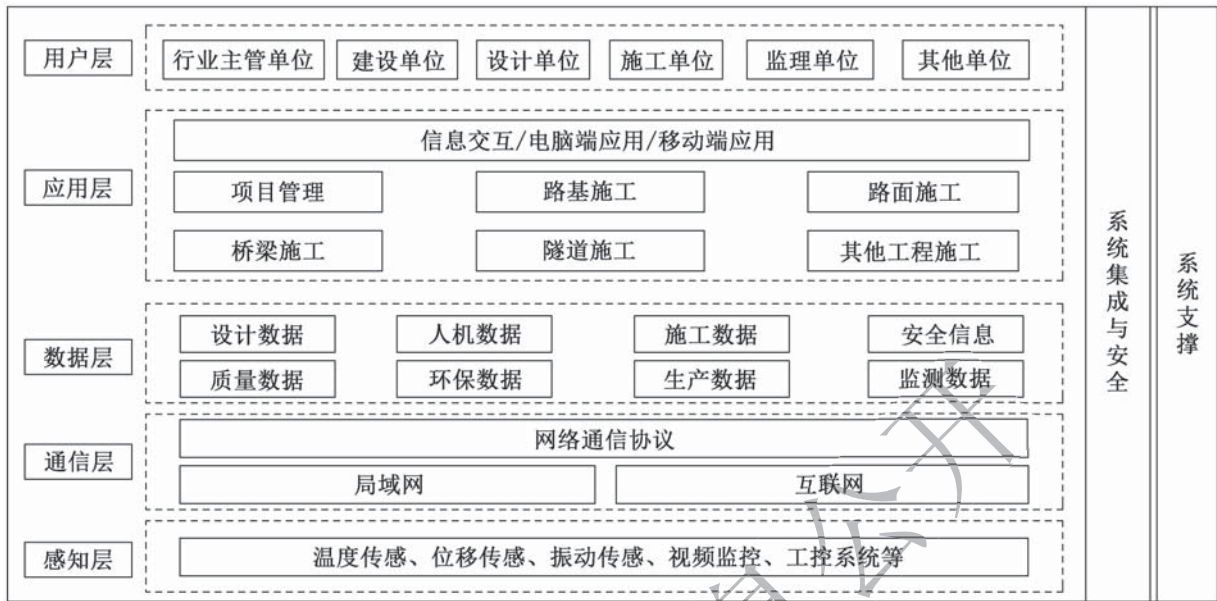 用户层
行业主管单位
建设单位
设计单位
施工单位
监理单位
其他单位
应用层
信息交互/电脑端应用/移动端应用
项目管理
路基施工
路面施工
桥梁施工
隧道施工
其他工程施工
数据层
设计数据
人机数据
施工数据
安全信息
质量数据
环保数据
生产数据
监测数据
通信层
网络通信协议
局域网
互联网
感知层
温度传感、位移传感、振动传感、视频监控、工控系统等
系统集成与安全
系统支撑
公开